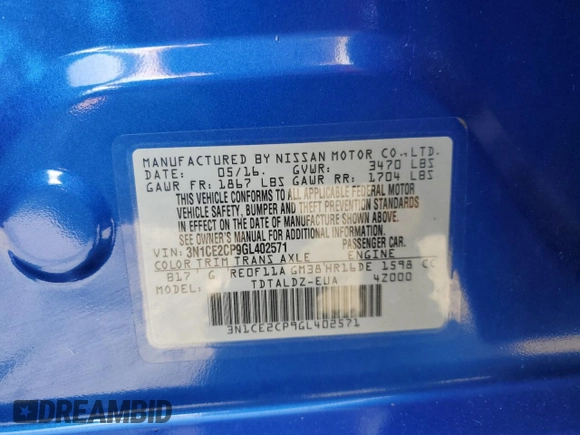 MANUFACTURED BY NISSAN MOTOR CO.,LTD.
DATE: 05/16. GVWR: 3470 LBS
GAWR FR: 1867 LBS GAWR RR: 1704 LBS
THIS VEHICLE CONFORMS TO ALL APPLICABLE FEDERAL MOTOR
VEHICLE SAFETY, BUMPER AND THEFT PREVENTION STANDARDS
IN EFFECT ON THE DATE OF MANUFACTURE SHOWN ABOVE.
SEE OWNER'S MANUAL FOR ADDITIONAL INFORMATION.
VIN: 3N1CE2CP9GL402571 PASSENGER CAR.
COLOR TRIM TRANS AXLE ENGINE
B17 G RE0F11A GM38 HR16DE 1598 CC
MODEL: TDTALDZ-EUA 4Z000
3N1CE2CP9GL402571
DREAMBID